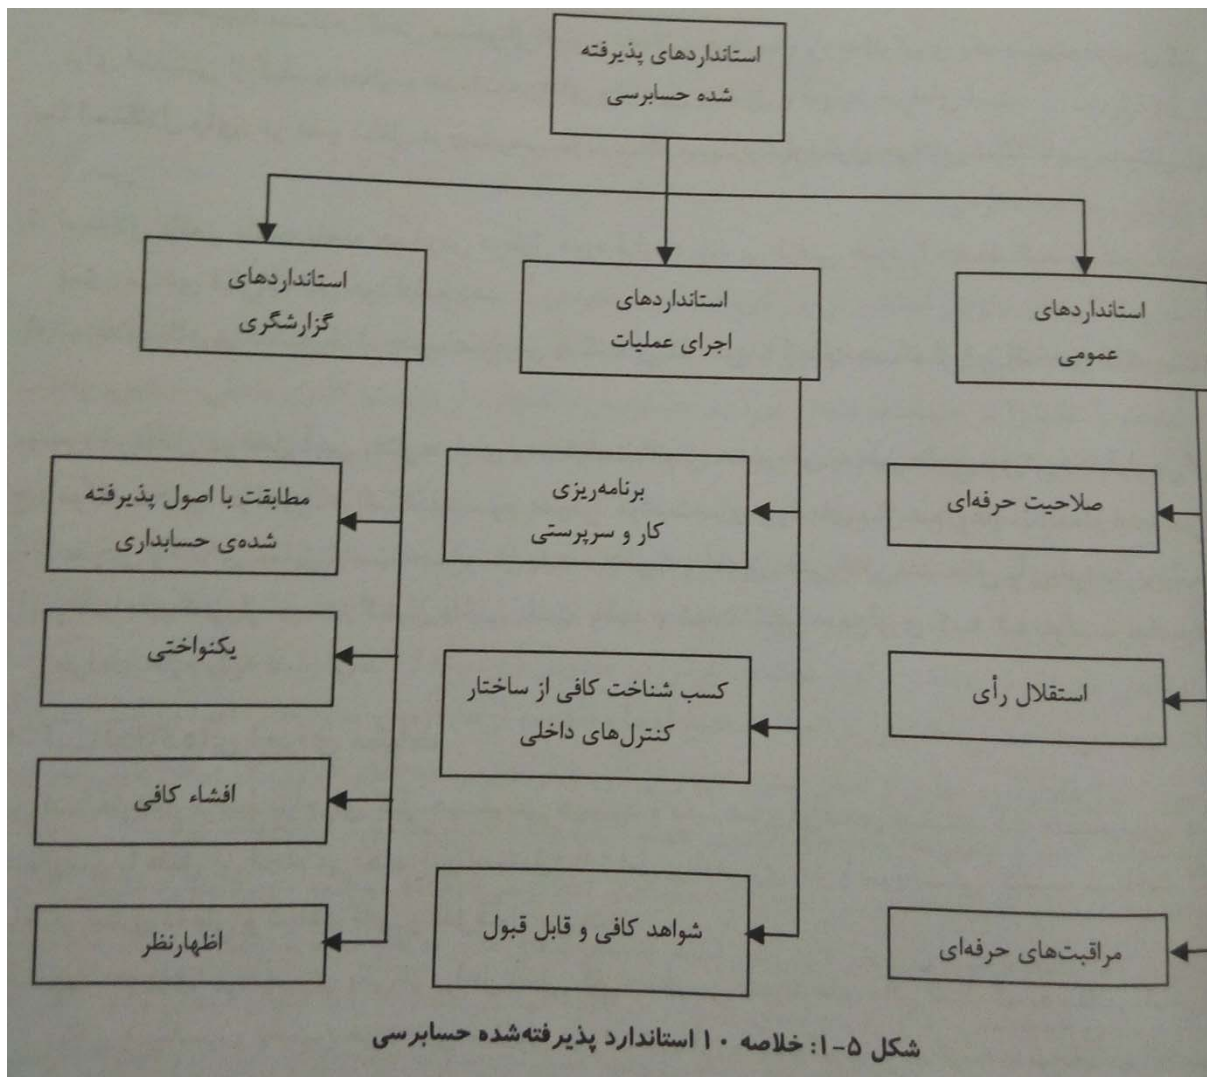 استانداردهای پذیرفته
شده حسابرسی
استانداردهای
عمومی
صلاحیت حرفه‌ای
استقلال رأی
مراقبت‌های حرفه‌ای
استانداردهای
اجرای عملیات
برنامه‌ریزی
کار و سرپرستی
کسب شناخت کافی از ساختار
کنترل‌های داخلی
شواهد کافی و قابل قبول
استانداردهای
گزارشگری
مطابقت با اصول پذیرفته
شده‌ی حسابداری
یکنواختی
افشاء کافی
اظهارنظر
شکل ۵-۱: خلاصه ۱۰ استاندارد پذیرفته‌شده حسابرسی